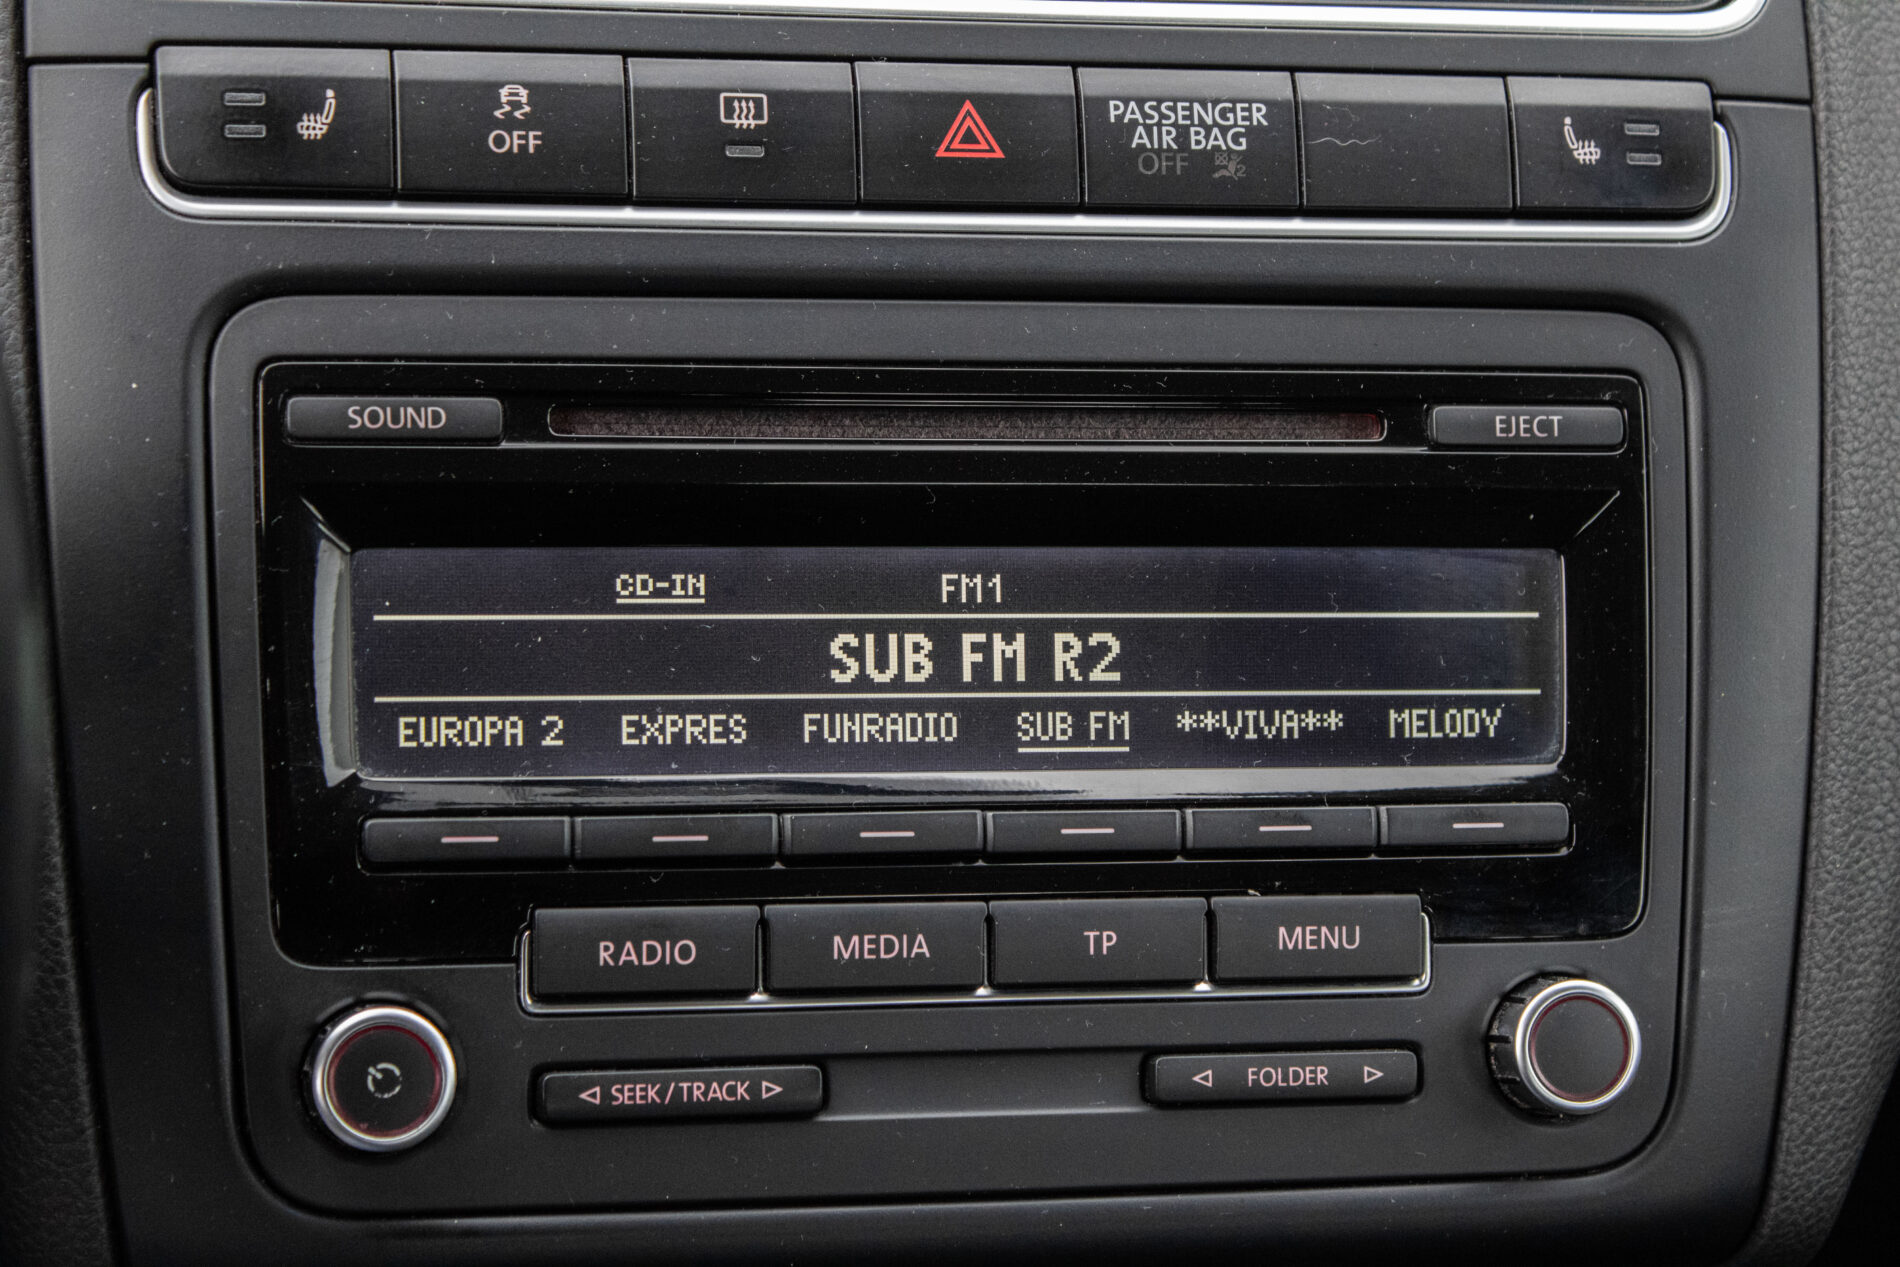 OFF
PASSENGER
AIR BAG
OFF 2
SOUND
EJECT
CD-IN FM1
SUB FM R2
EUROPA 2 EXPRES FUNRADIO SUB FM **VIVA** MELODY
RADIO MEDIA TP MENU
SEEK/TRACK
FOLDER